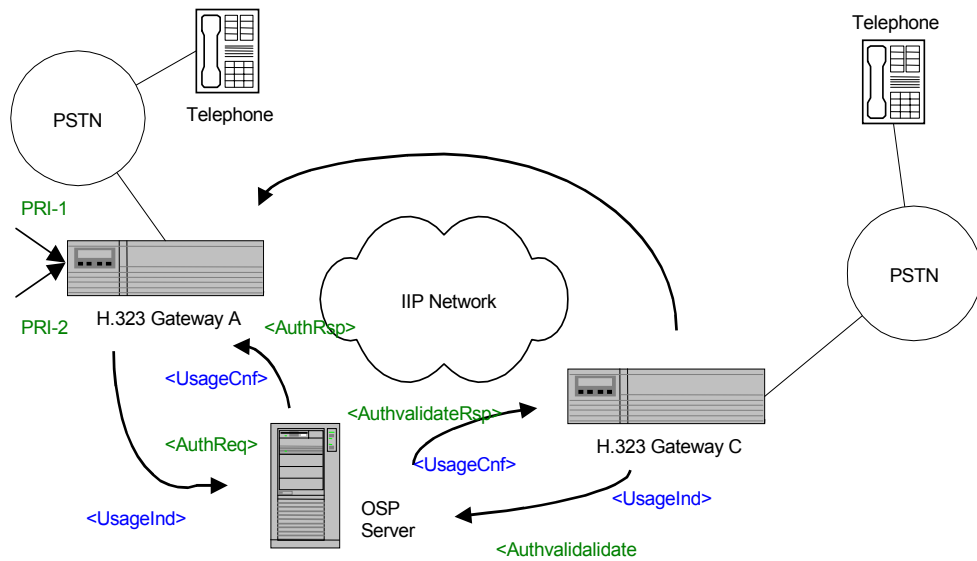 Telephone
Telephone
PSTN
PRI-1
PSTN
IIP Network
H.323 Gateway A
PRI-2
<AuthRsp>
<UsageCnf>
<AuthvalidateRsp>
<AuthReq>
H.323 Gateway C
<UsageCnf>
<UsageInd>
OSP
Server
<UsageInd>
<Authvalidalidate